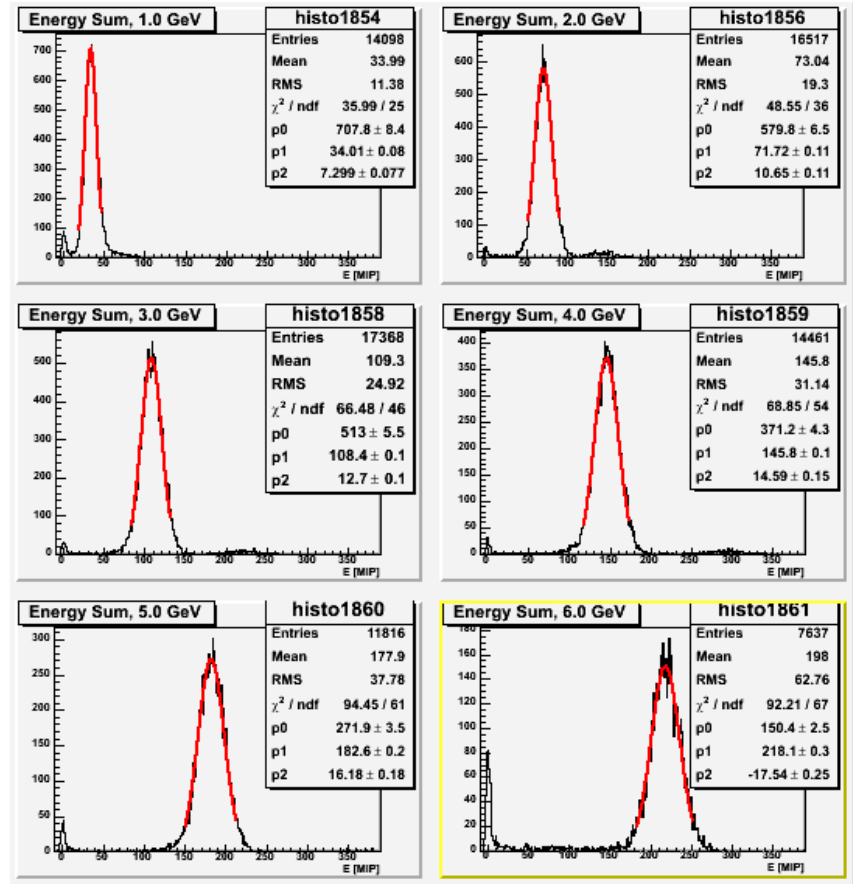 Energy Sum, 1.0 GeV
histo1854
Entries 14098
Mean 33.99
RMS 11.38
χ² / ndf 35.99 / 25
p0 707.8 ± 8.4
p1 34.01 ± 0.08
p2 7.299 ± 0.077
700
600
500
400
300
200
100
0
0 50 100 150 200 250 300 350
E [MIP]
Energy Sum, 2.0 GeV
histo1856
Entries 16517
Mean 73.04
RMS 19.3
χ² / ndf 48.55 / 36
p0 579.8 ± 6.5
p1 71.72 ± 0.11
p2 10.65 ± 0.11
600
500
400
300
200
100
0
0 50 100 150 200 250 300 350
E [MIP]
Energy Sum, 3.0 GeV
histo1858
Entries 17368
Mean 109.3
RMS 24.92
χ² / ndf 66.48 / 46
p0 513 ± 5.5
p1 108.4 ± 0.1
p2 12.7 ± 0.1
500
400
300
200
100
0
0 50 100 150 200 250 300 350
E [MIP]
Energy Sum, 4.0 GeV
histo1859
Entries 14461
Mean 145.8
RMS 31.14
χ² / ndf 68.85 / 54
p0 371.2 ± 4.3
p1 145.8 ± 0.1
p2 14.59 ± 0.15
400
350
300
250
200
150
100
50
0
0 50 100 150 200 250 300 350
E [MIP]
Energy Sum, 5.0 GeV
histo1860
Entries 11816
Mean 177.9
RMS 37.78
χ² / ndf 94.45 / 61
p0 271.9 ± 3.5
p1 182.6 ± 0.2
p2 16.18 ± 0.18
300
250
200
150
100
50
0
0 50 100 150 200 250 300 350
E [MIP]
Energy Sum, 6.0 GeV
histo1861
Entries 7637
Mean 198
RMS 62.76
χ² / ndf 92.21 / 67
p0 150.4 ± 2.5
p1 218.1 ± 0.3
p2 -17.54 ± 0.25
180
160
140
120
100
80
60
40
20
0
0 50 100 150 200 250 300 350
E [MIP]